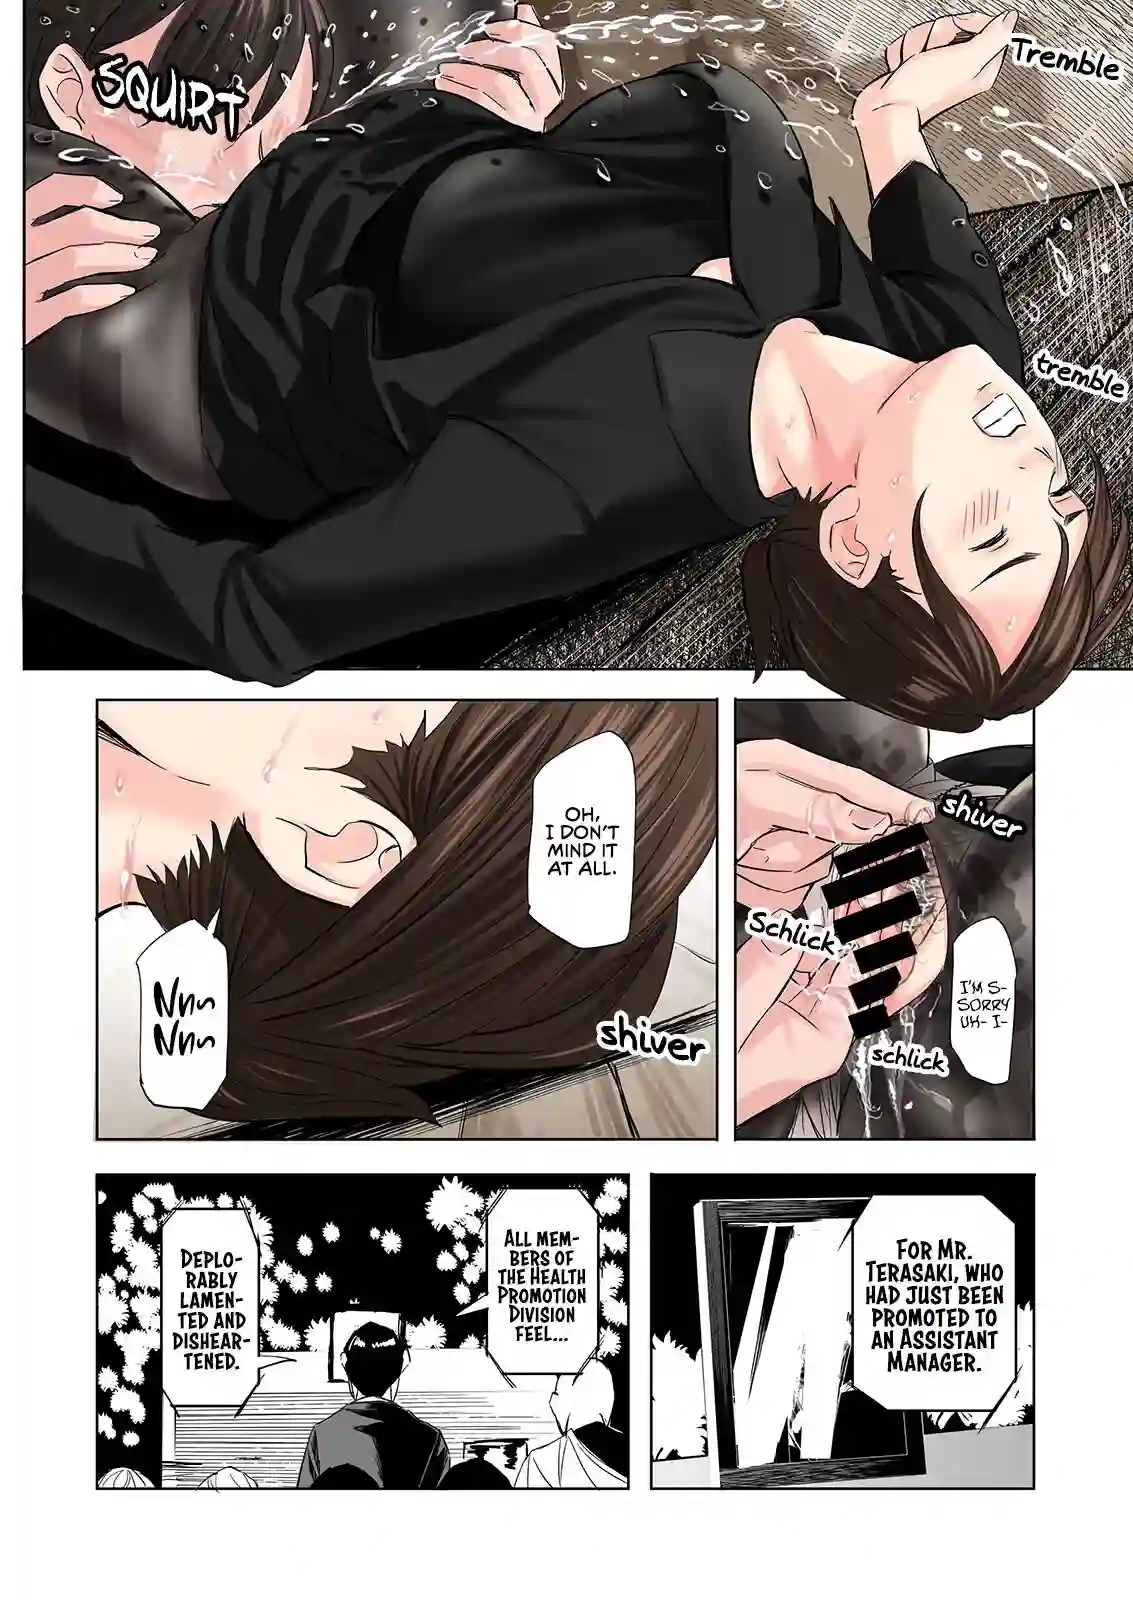 SQUIRT
Tremble
tremble
shiver
Schlick
schlick
I'M S-
SORRY
UH- I-
OH,
I DON'T
MIND IT
AT ALL.
shiver
Nnn
Nnn
FOR MR.
TERASAKI, WHO
HAD JUST BEEN
PROMOTED TO
AN ASSISTANT
MANAGER.
ALL MEM-
BERS OF
THE HEALTH
PROMOTION
DIVISION
FEEL...
DEPLO-
RABLY
LAMEN-
TED AND
DISHEAR-
TENED.